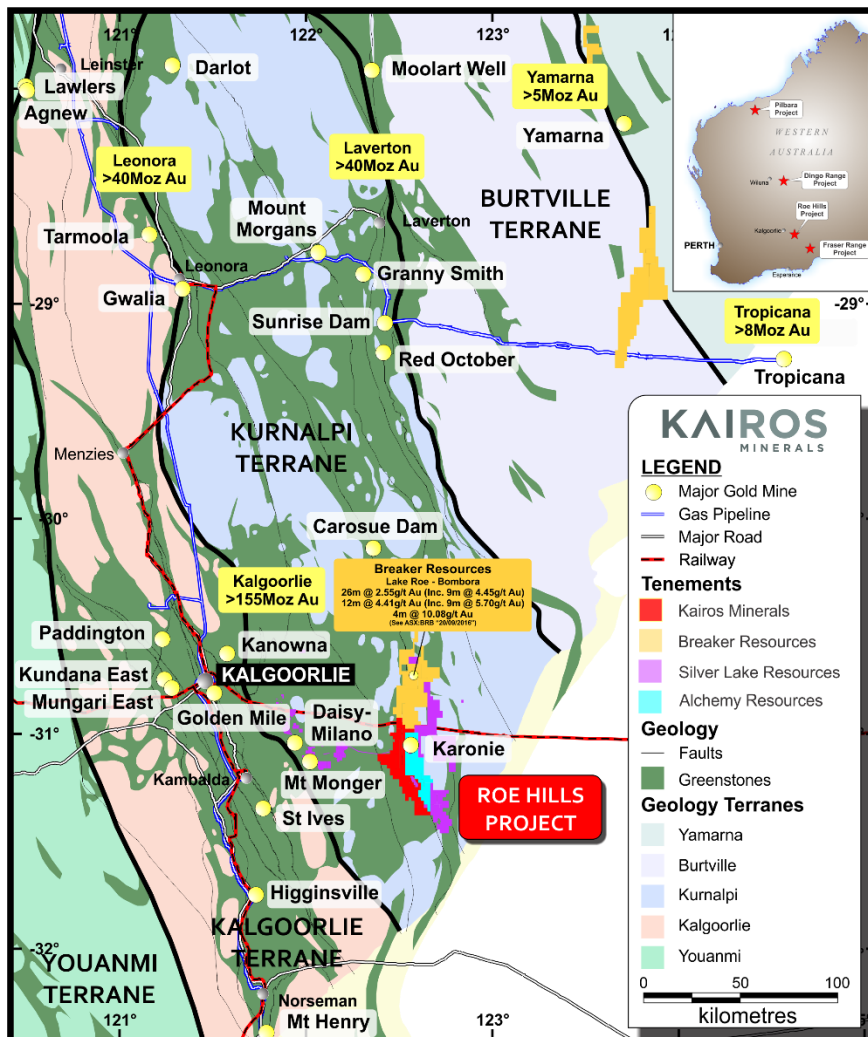 121°
122°
123°
Leinster
Lawlers
Agnew
Darlot
Moolart Well
Yamarna
>5Moz Au
Yamarna
Leonora
>40Moz Au
Laverton
>40Moz Au
BURTVILLE
TERRANE
Mount
Morgans
Laverton
Tarmoola
Leonora
Granny Smith
Gwalia
-29°
Sunrise Dam
Red October
Tropicana
>8Moz Au
-29°
Tropicana
Pilbara
Project
WESTERN
AUSTRALIA
Wiluna
Dingo Range
Project
Roe Hills
Project
Kalgoorlie
PERTH
Fraser Range
Project
Esperance
KURNALPI
TERRANE
Menzies
-30°
Carosue Dam
Breaker Resources
Lake Roe - Bombora
26m @ 2.55g/t Au (Inc. 9m @ 4.45g/t Au)
12m @ 4.41g/t Au (Inc. 9m @ 5.70g/t Au)
4m @ 10.08g/t Au
(See ASX:BRB "20/09/2016")
Kalgoorlie
>155Moz Au
Paddington
Kanowna
Kundana East
KALGOORLIE
Mungari East
Golden Mile
Daisy-
Milano
-31°
Karonie
Kambalda
Mt Monger
St Ives
ROE HILLS
PROJECT
Higginsville
KALGOORLIE
TERRANE
-32°
YOUANMI
TERRANE
Norseman
Mt Henry
121°
123°
KAIROS
MINERALS
LEGEND
Major Gold Mine
Gas Pipeline
Major Road
Railway
Tenements
Kairos Minerals
Breaker Resources
Silver Lake Resources
Alchemy Resources
Geology
Faults
Greenstones
Geology Terranes
Yamarna
Burtville
Kurnalpi
Kalgoorlie
Youanmi
0
50
100
kilometres